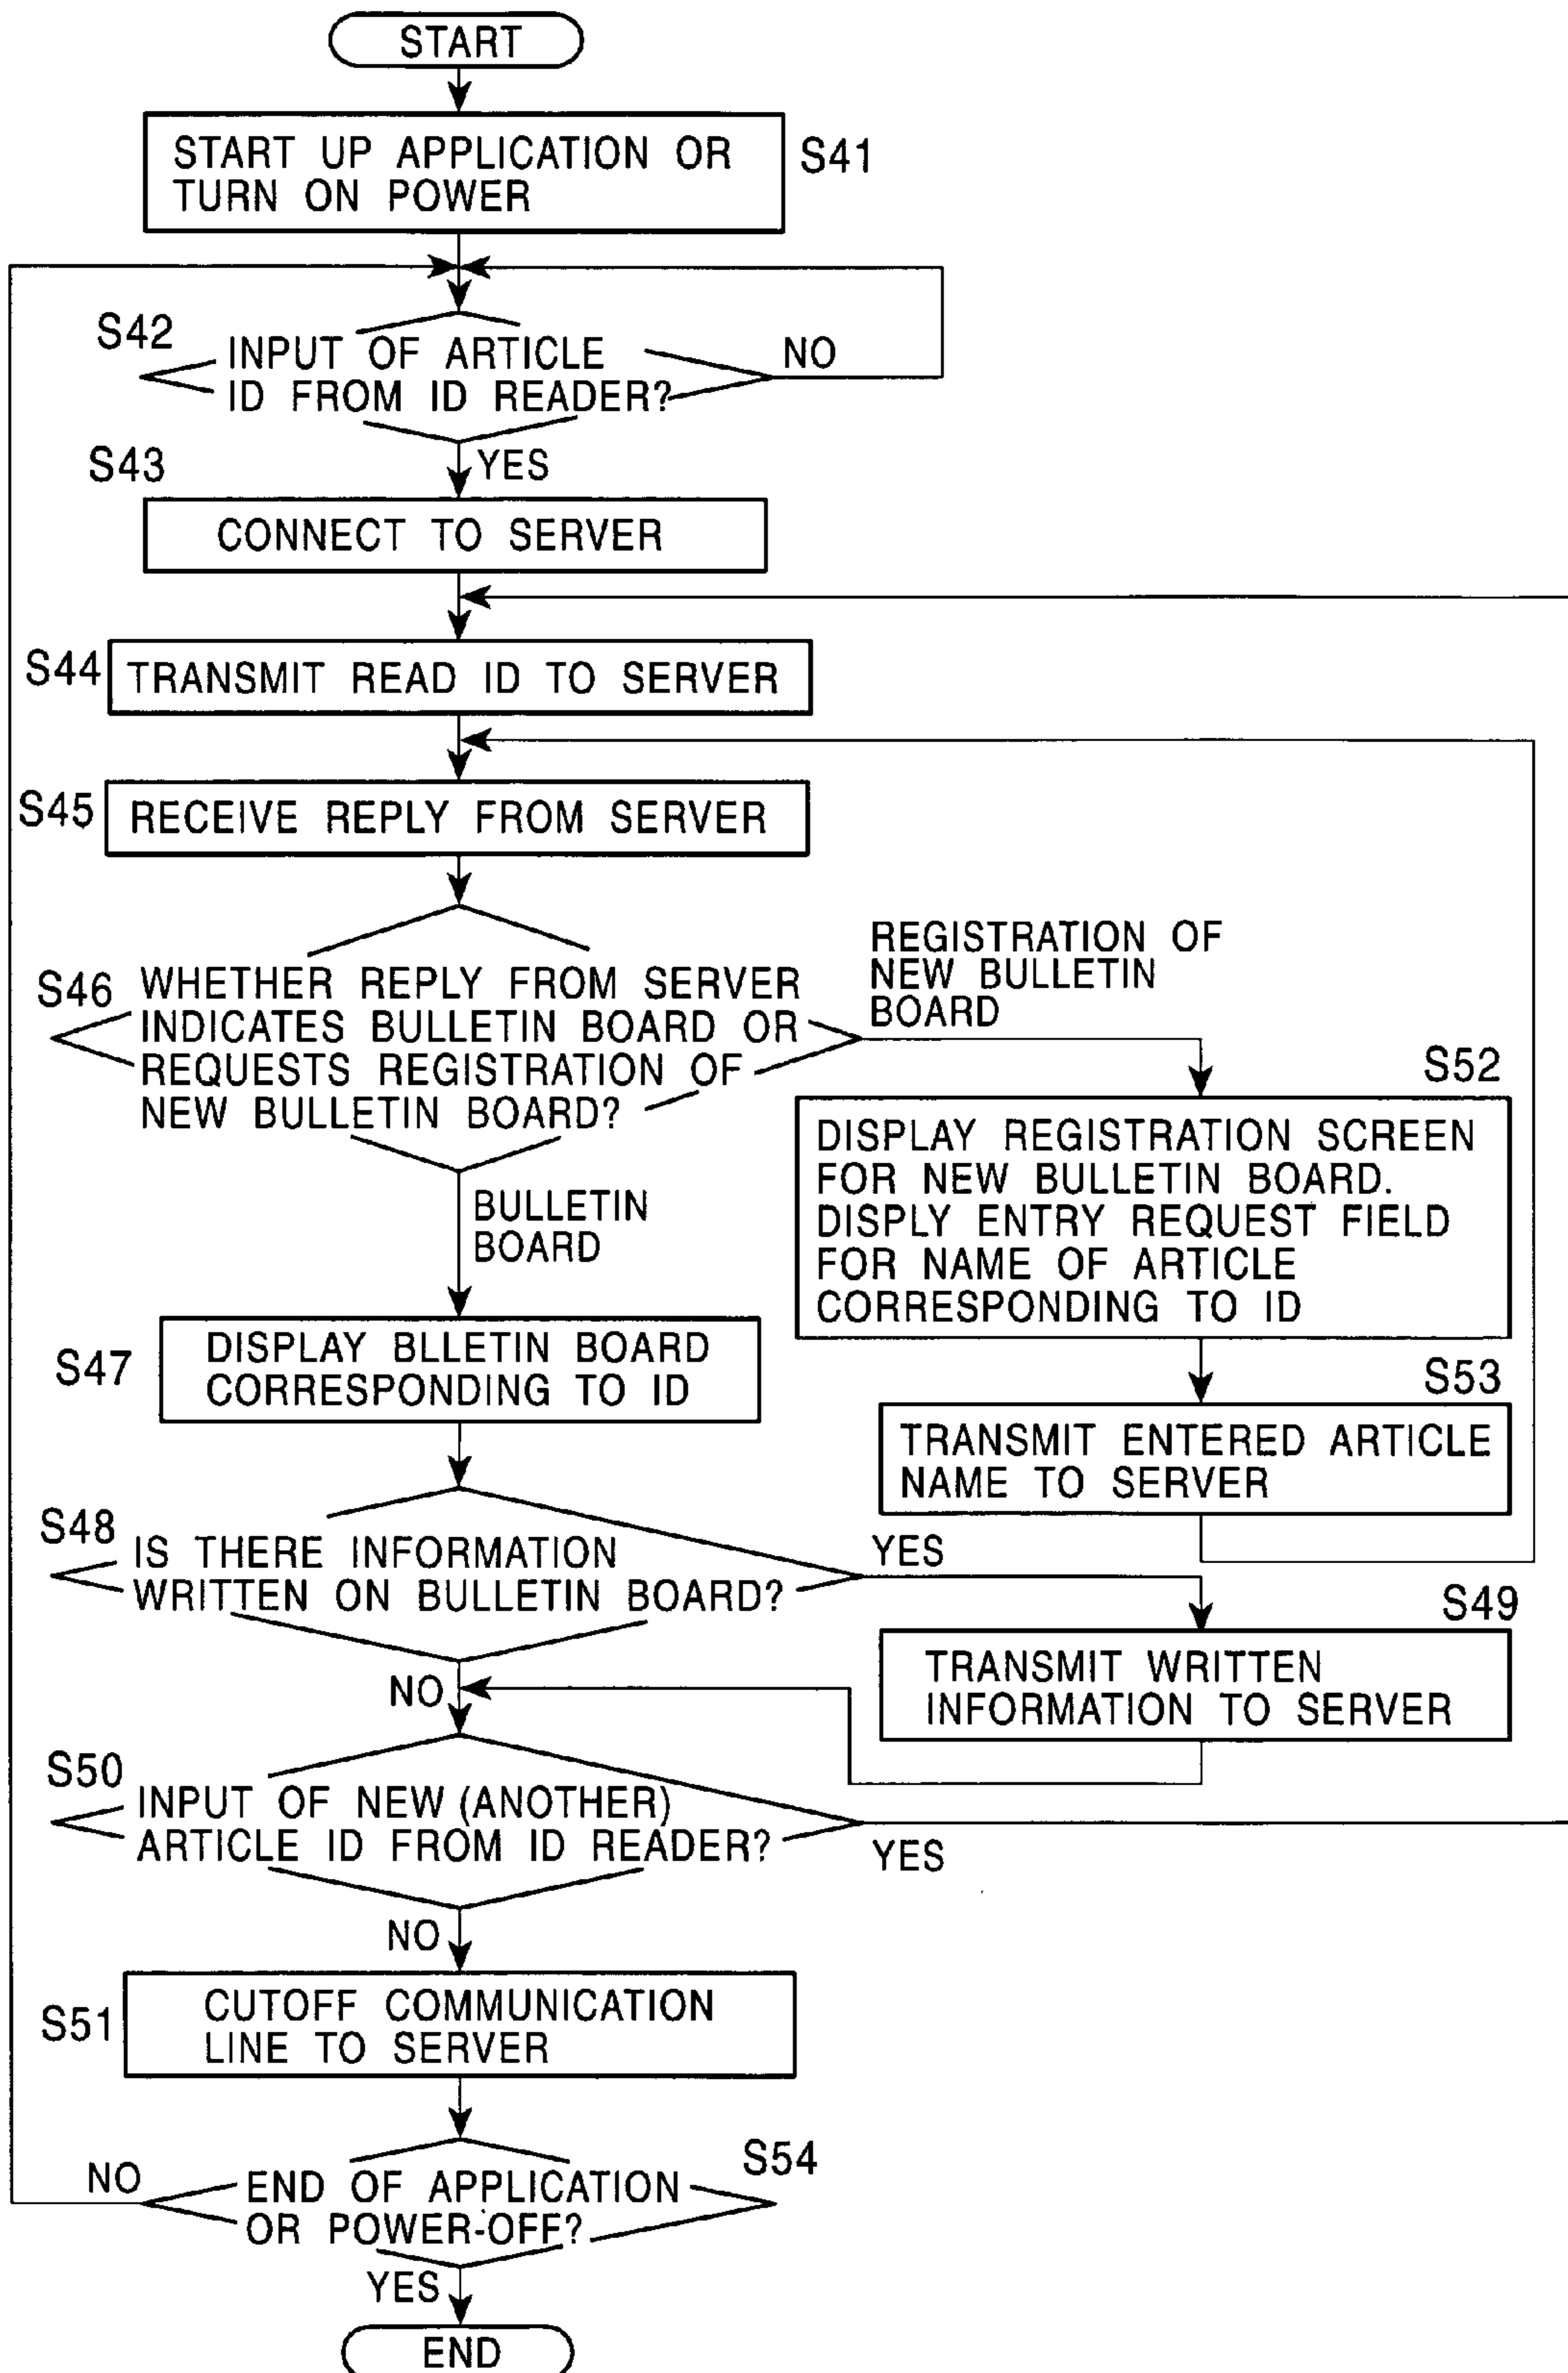 START
START UP APPLICATION OR
TURN ON POWER
S41
S42
INPUT OF ARTICLE
ID FROM ID READER?
NO
YES
S43
CONNECT TO SERVER
S44
TRANSMIT READ ID TO SERVER
S45
RECEIVE REPLY FROM SERVER
S46
WHETHER REPLY FROM SERVER
INDICATES BULLETIN BOARD OR
REQUESTS REGISTRATION OF
NEW BULLETIN BOARD?
REGISTRATION OF
NEW BULLETIN
BOARD
S52
DISPLAY REGISTRATION SCREEN
FOR NEW BULLETIN BOARD.
DISPLY ENTRY REQUEST FIELD
FOR NAME OF ARTICLE
CORRESPONDING TO ID
BULLETIN
BOARD
S47
DISPLAY BLLETIN BOARD
CORRESPONDING TO ID
S53
TRANSMIT ENTERED ARTICLE
NAME TO SERVER
S48
IS THERE INFORMATION
WRITTEN ON BULLETIN BOARD?
YES
S49
TRANSMIT WRITTEN
INFORMATION TO SERVER
NO
S50
INPUT OF NEW (ANOTHER)
ARTICLE ID FROM ID READER?
YES
NO
S51
CUTOFF COMMUNICATION
LINE TO SERVER
S54
NO
END OF APPLICATION
OR POWER-OFF?
YES
END